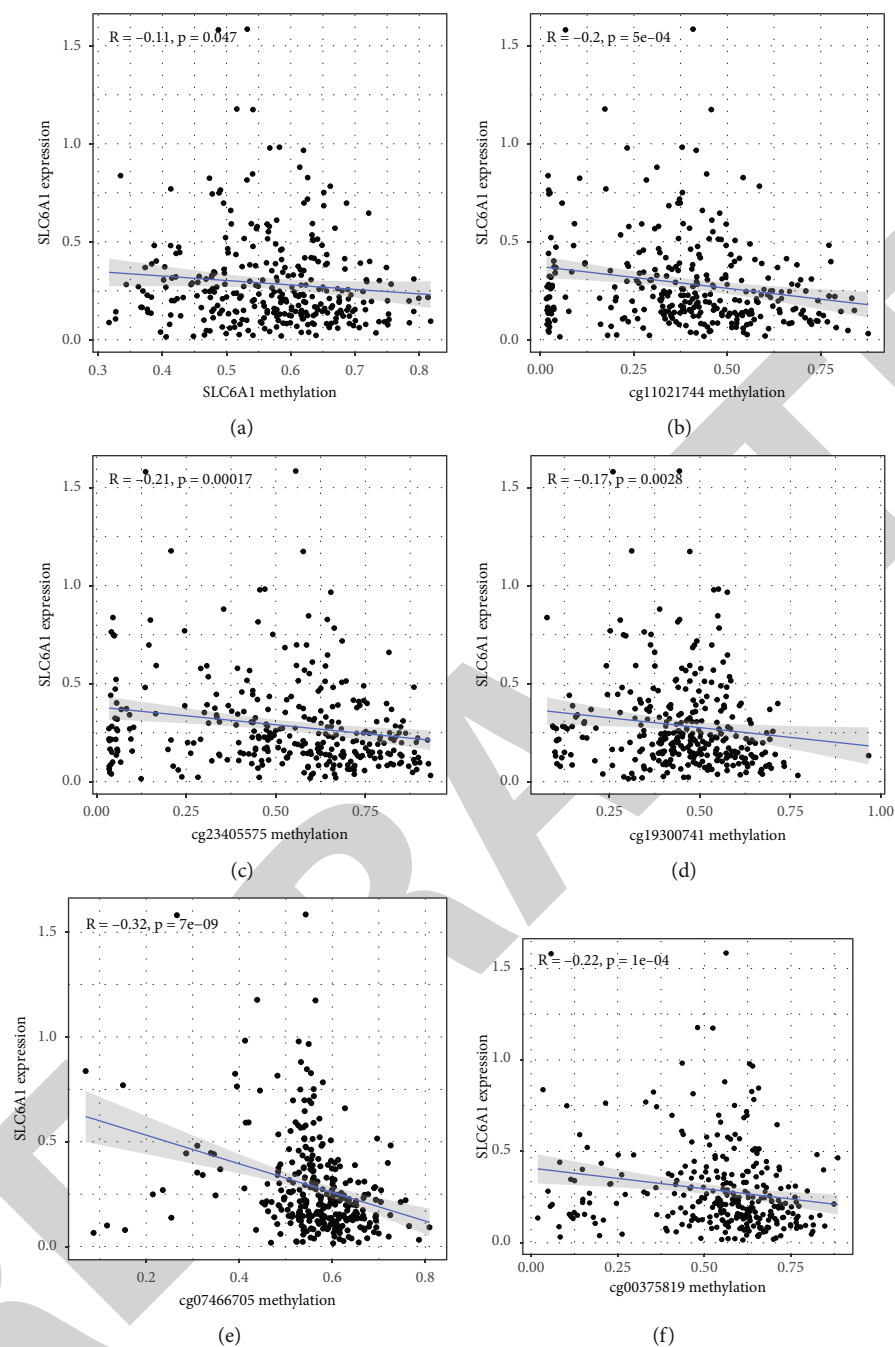 R = –0.11, p = 0.047
1.5
1.0
0.5
0.0
SLC6A1 expression
0.3 0.4 0.5 0.6 0.7 0.8
SLC6A1 methylation
(a)
R = –0.2, p = 5e–04
1.5
1.0
0.5
0.0
SLC6A1 expression
0.00 0.25 0.50 0.75
cg11021744 methylation
(b)
R = –0.21, p = 0.00017
1.5
1.0
0.5
0.0
SLC6A1 expression
0.00 0.25 0.50 0.75
cg23405575 methylation
(c)
R = –0.17, p = 0.0028
1.5
1.0
0.5
0.0
SLC6A1 expression
0.25 0.50 0.75 1.00
cg19300741 methylation
(d)
R = –0.32, p = 7e–09
1.5
1.0
0.5
0.0
SLC6A1 expression
0.2 0.4 0.6 0.8
cg07466705 methylation
(e)
R = –0.22, p = 1e–04
1.5
1.0
0.5
0.0
SLC6A1 expression
0.00 0.25 0.50 0.75
cg00375819 methylation
(f)